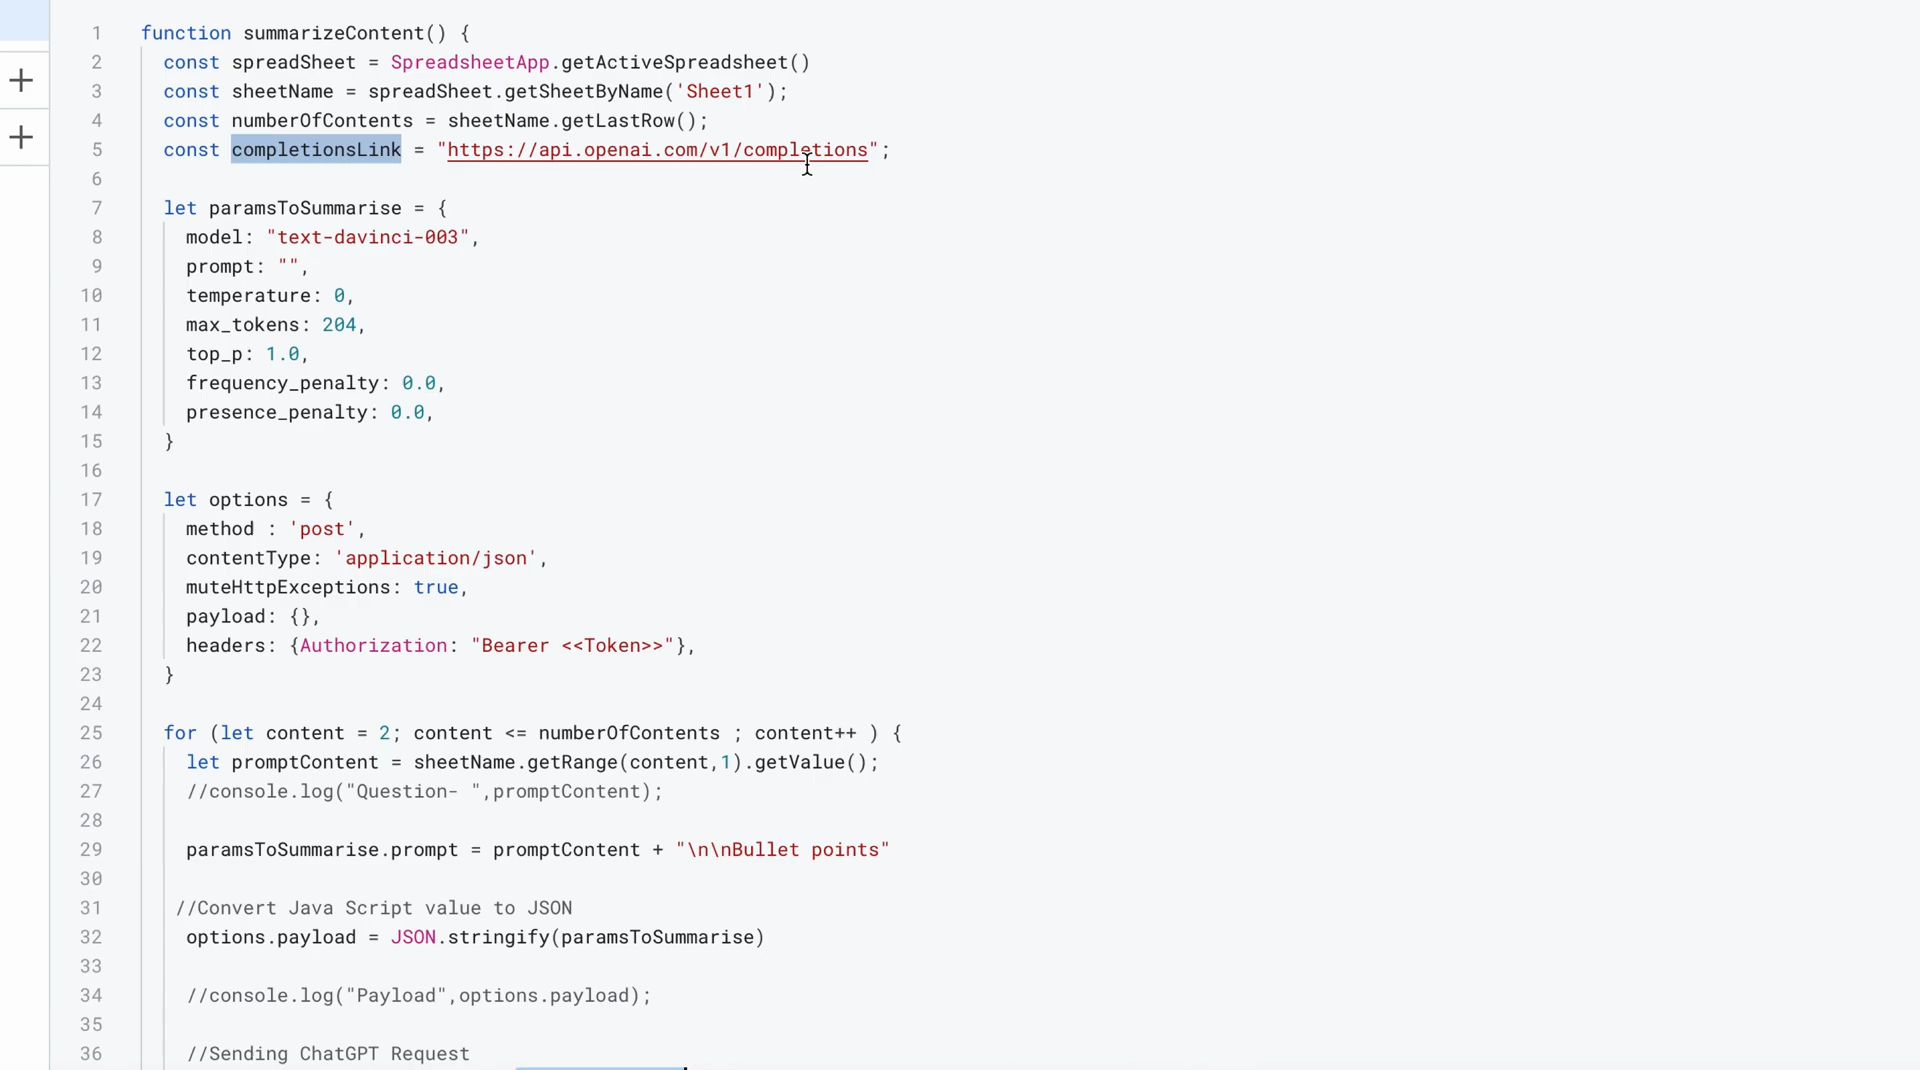 1 function summarizeContent() {
2 const spreadSheet = SpreadsheetApp.getActiveSpreadsheet()
3 const sheetName = spreadSheet.getSheetByName('Sheet1');
4 const numberOfContents = sheetName.getLastRow();
5 const completionsLink = "https://api.openai.com/v1/completions";
6
7 let paramsToSummarise = {
8 model: "text-davinci-003",
9 prompt: "",
10 temperature: 0,
11 max_tokens: 204,
12 top_p: 1.0,
13 frequency_penalty: 0.0,
14 presence_penalty: 0.0,
15 }
16
17 let options = {
18 method : 'post',
19 contentType: 'application/json',
20 muteHttpExceptions: true,
21 payload: {},
22 headers: {Authorization: "Bearer <<Token>>"},
23 }
24
25 for (let content = 2; content <= numberOfContents ; content++ ) {
26 let promptContent = sheetName.getRange(content,1).getValue();
27 //console.log("Question- ",promptContent);
28
29 paramsToSummarise.prompt = promptContent + "\n\nBullet points"
30
31 //Convert Java Script value to JSON
32 options.payload = JSON.stringify(paramsToSummarise)
33
34 //console.log("Payload",options.payload);
35
36 //Sending ChatGPT Request